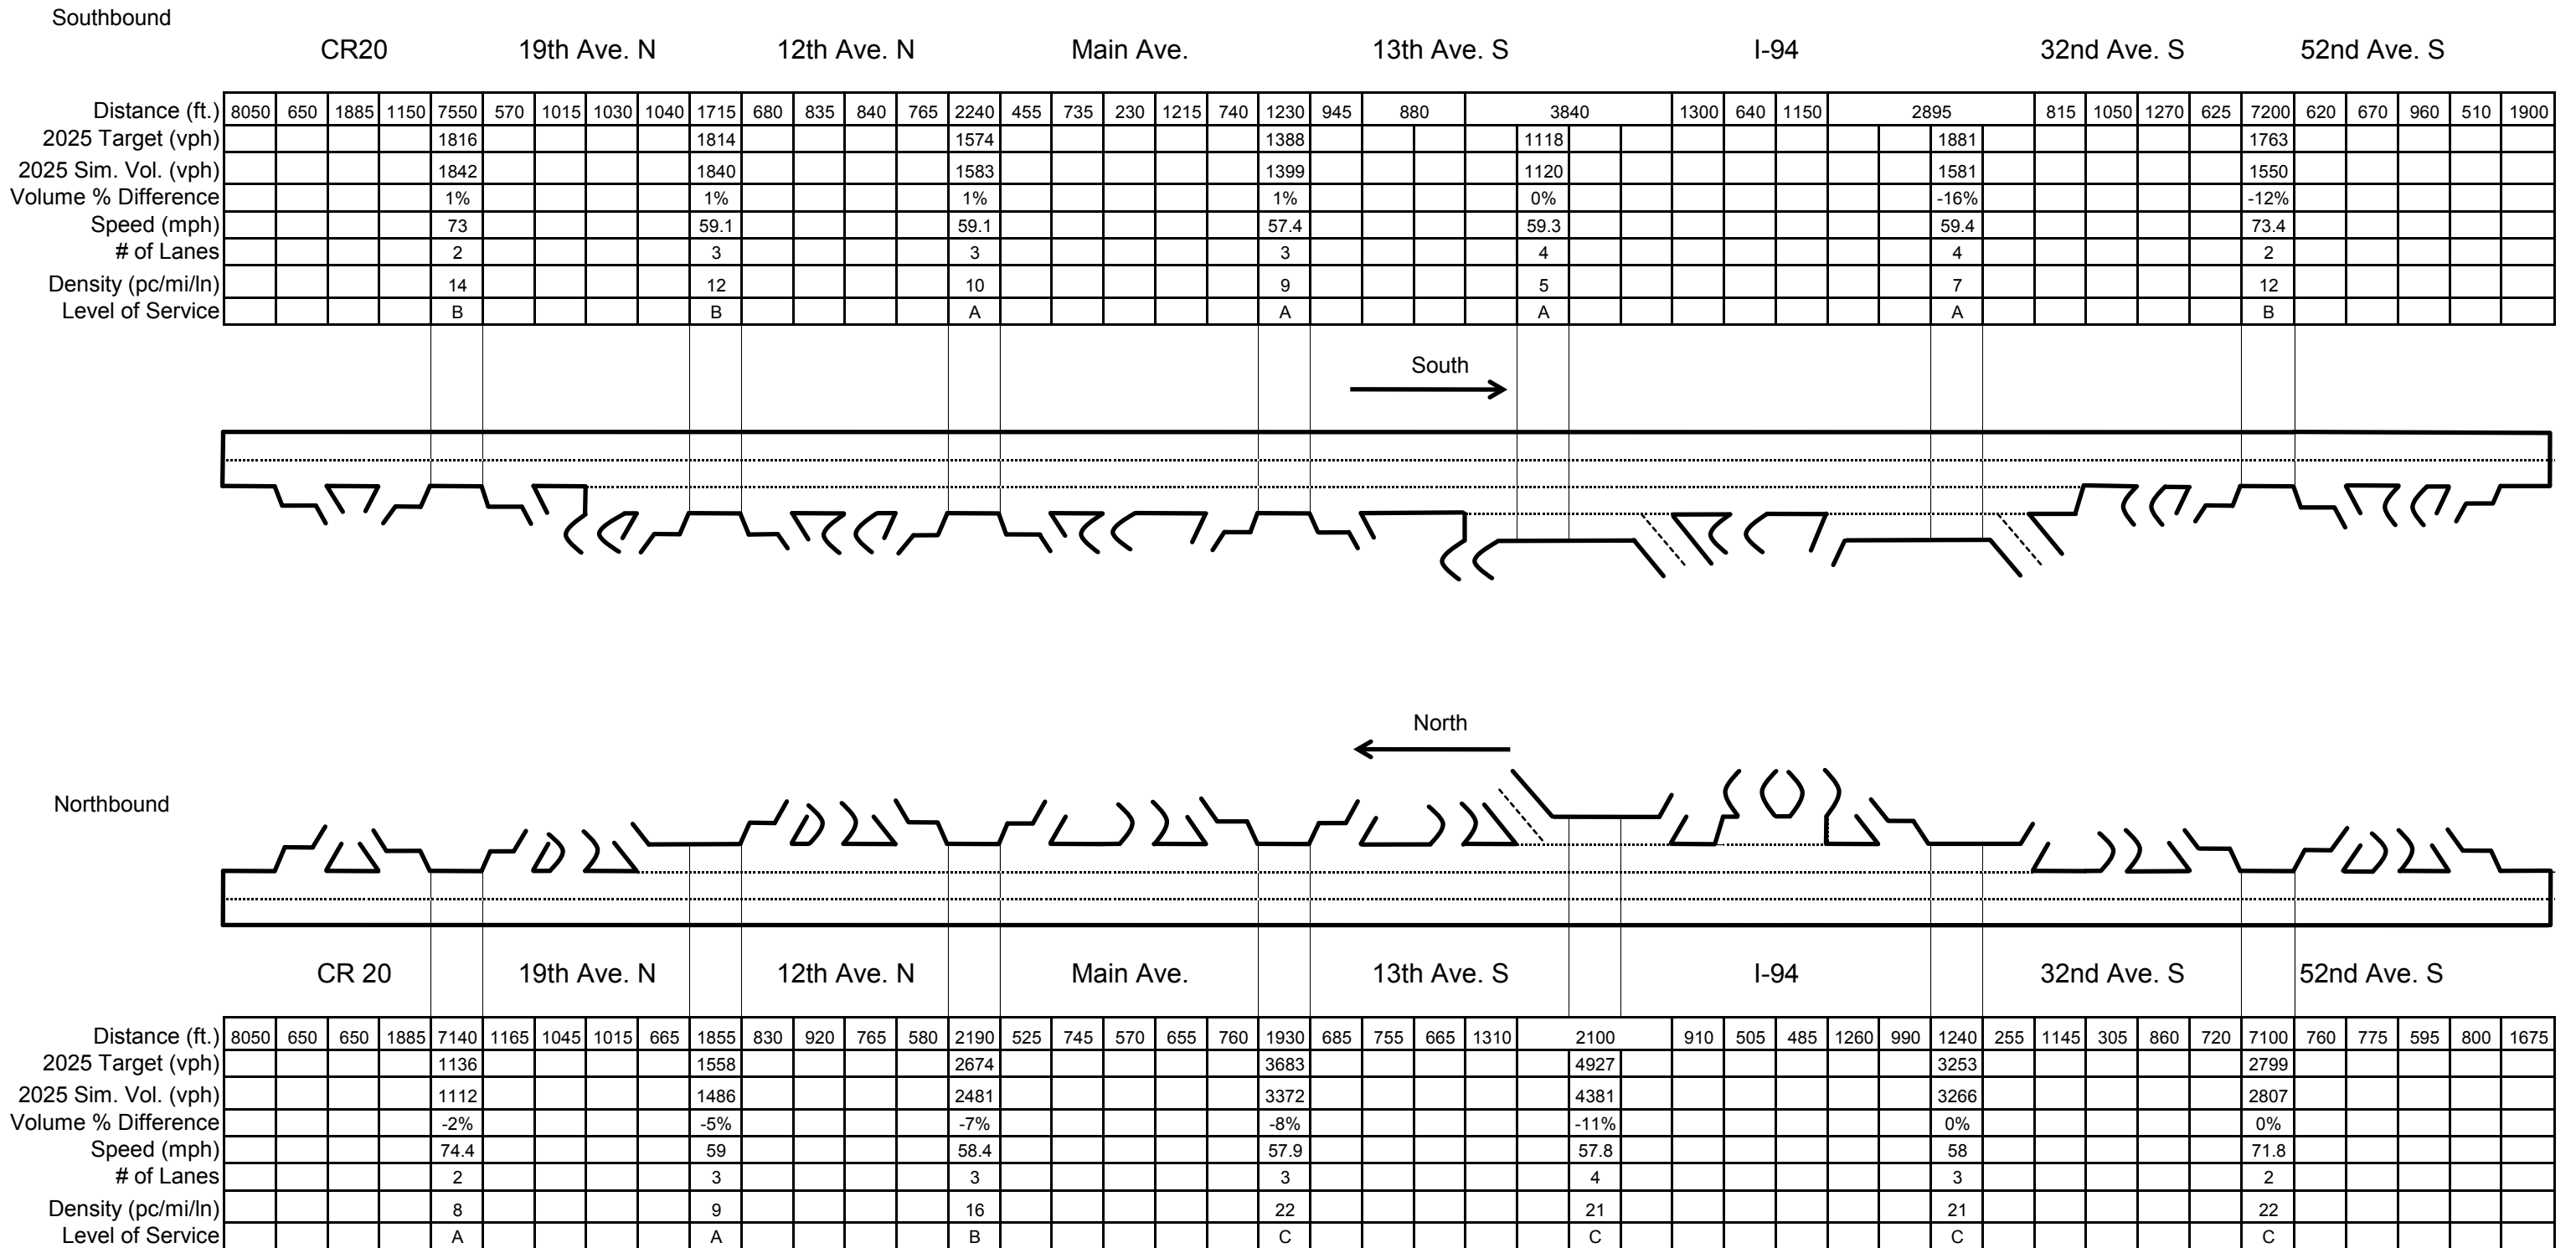 Southbound
CR20 19th Ave. N 12th Ave. N Main Ave. 13th Ave. S I-94 32nd Ave. S 52nd Ave. S
Distance (ft.) 8050 650 1885 1150 7550 570 1015 1030 1040 1715 680 835 840 765 2240 455 735 230 1215 740 1230 945 880 3840 1300 640 1150 2895 815 1050 1270 625 7200 620 670 960 510 1900
2025 Target (vph) 1816 1814 1574 1388 1118 1881 1763
2025 Sim. Vol. (vph) 1842 1840 1583 1399 1120 1581 1550
Volume % Difference 1% 1% 1% 1% 0% -16% -12%
Speed (mph) 73 59.1 59.1 57.4 59.3 59.4 73.4
# of Lanes 2 3 3 3 4 4 2
Density (pc/mi/ln) 14 12 10 9 5 7 12
Level of Service B B A A A A B
South
North
Northbound
CR 20 19th Ave. N 12th Ave. N Main Ave. 13th Ave. S I-94 32nd Ave. S 52nd Ave. S
Distance (ft.) 8050 650 650 1885 7140 1165 1045 1015 665 1855 830 920 765 580 2190 525 745 570 655 760 1930 685 755 665 1310 2100 910 505 485 1260 990 1240 255 1145 305 860 720 7100 760 775 595 800 1675
2025 Target (vph) 1136 1558 2674 3683 4927 3253 2799
2025 Sim. Vol. (vph) 1112 1486 2481 3372 4381 3266 2807
Volume % Difference -2% -5% -7% -8% -11% 0% 0%
Speed (mph) 74.4 59 58.4 57.9 57.8 58 71.8
# of Lanes 2 3 3 3 4 3 2
Density (pc/mi/ln) 8 9 16 22 21 21 22
Level of Service A A B C C C C